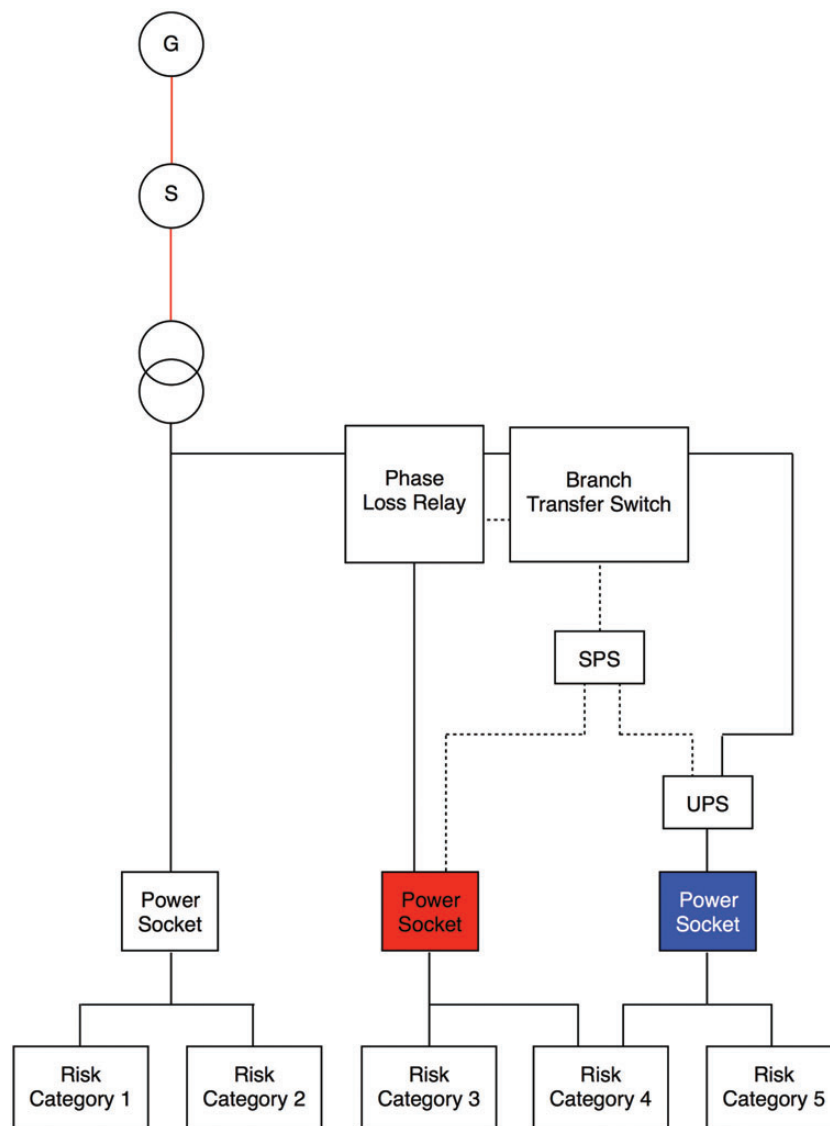 G
S
Phase
Loss Relay
Branch
Transfer Switch
SPS
UPS
Power
Socket
Power
Socket
Power
Socket
Risk
Category 1
Risk
Category 2
Risk
Category 3
Risk
Category 4
Risk
Category 5